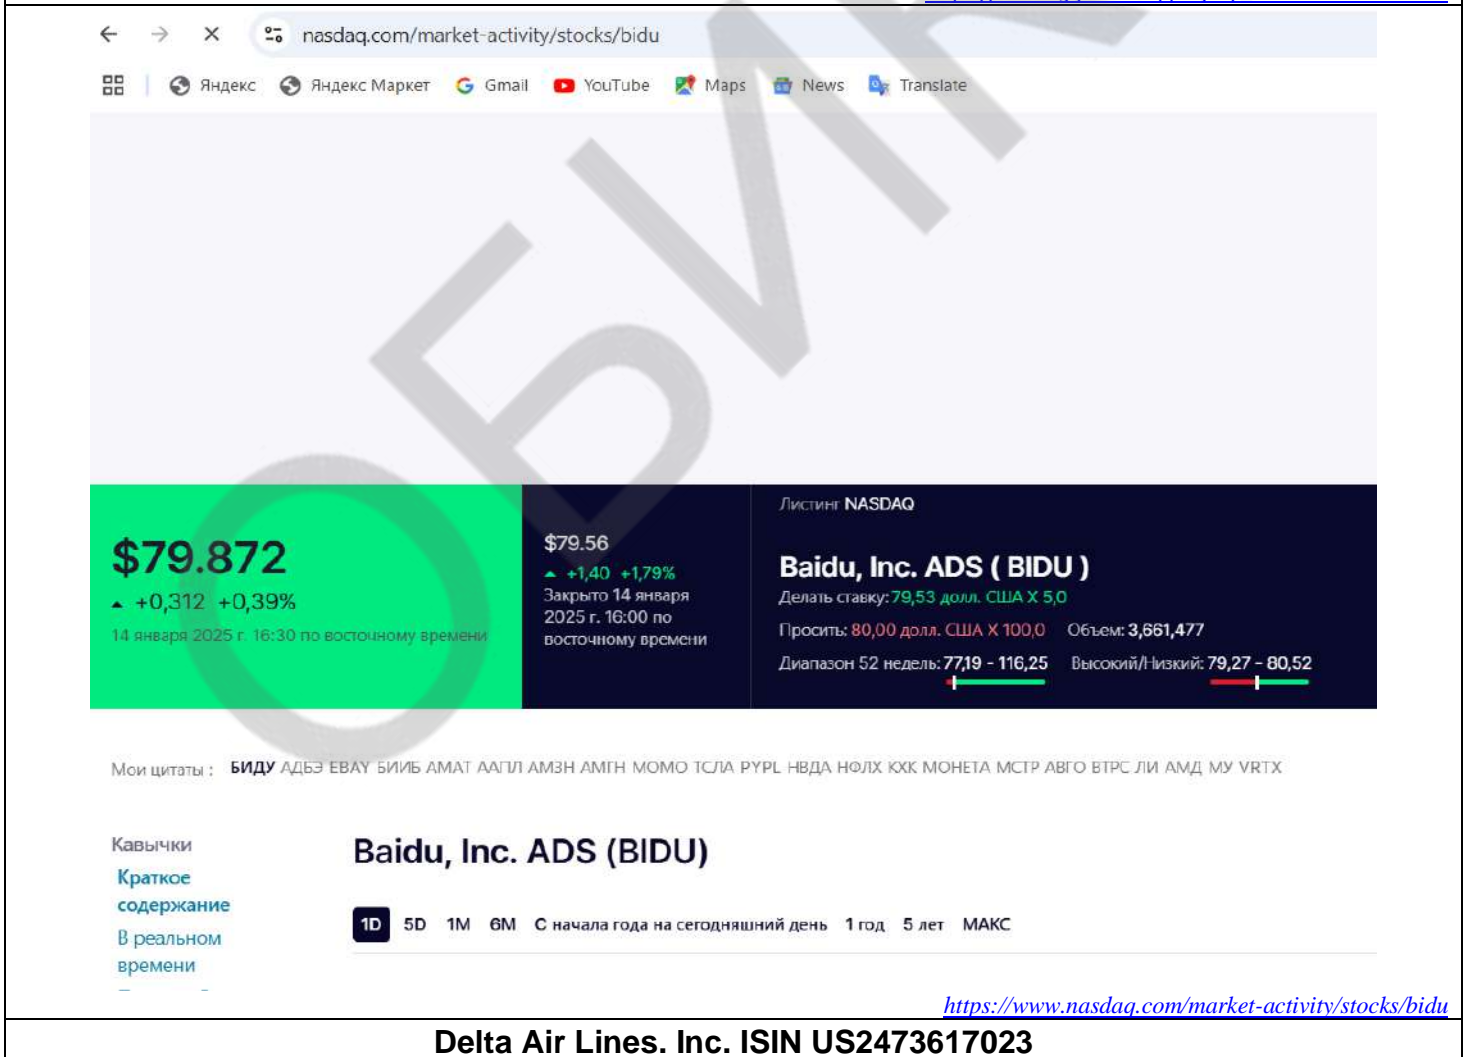 nasdaq.com/market-activity/stocks/bidu
Яндекс Яндекс Маркет Gmail YouTube Maps News Translate
ОБИК
Листинг NASDAQ
$79.872
+0,312 +0,39%
14 января 2025 г. 16:30 по восточному времени
$79.56
+1,40 +1,79%
Закрыто 14 января
2025 г. 16:00 по
восточному времени
Baidu, Inc. ADS ( BIDU )
Делать ставку: 79,53 долл. США X 5,0
Просить: 80,00 долл. США X 100,0 Объем: 3,661,477
Диапазон 52 недель: 77,19 - 116,25 Высокий/Низкий: 79,27 - 80,52
Мои цитаты : БИДУ АДБЭ EBAY БИИБ АМАТ ААПЛ АМЗН АМГН МОМО ТСЛА PYPL НВДА НФЛХ КХК МОНЕТА МСТР АВГО ВТРС ЛИ АМД МУ VRTX
Кавычки
Краткое
содержание
В реальном
времени
Baidu, Inc. ADS (BIDU)
1D 5D 1M 6M С начала года на сегодняшний день 1 год 5 лет МАКС
https://www.nasdaq.com/market-activity/stocks/bidu
Delta Air Lines, Inc. ISIN US2473617023